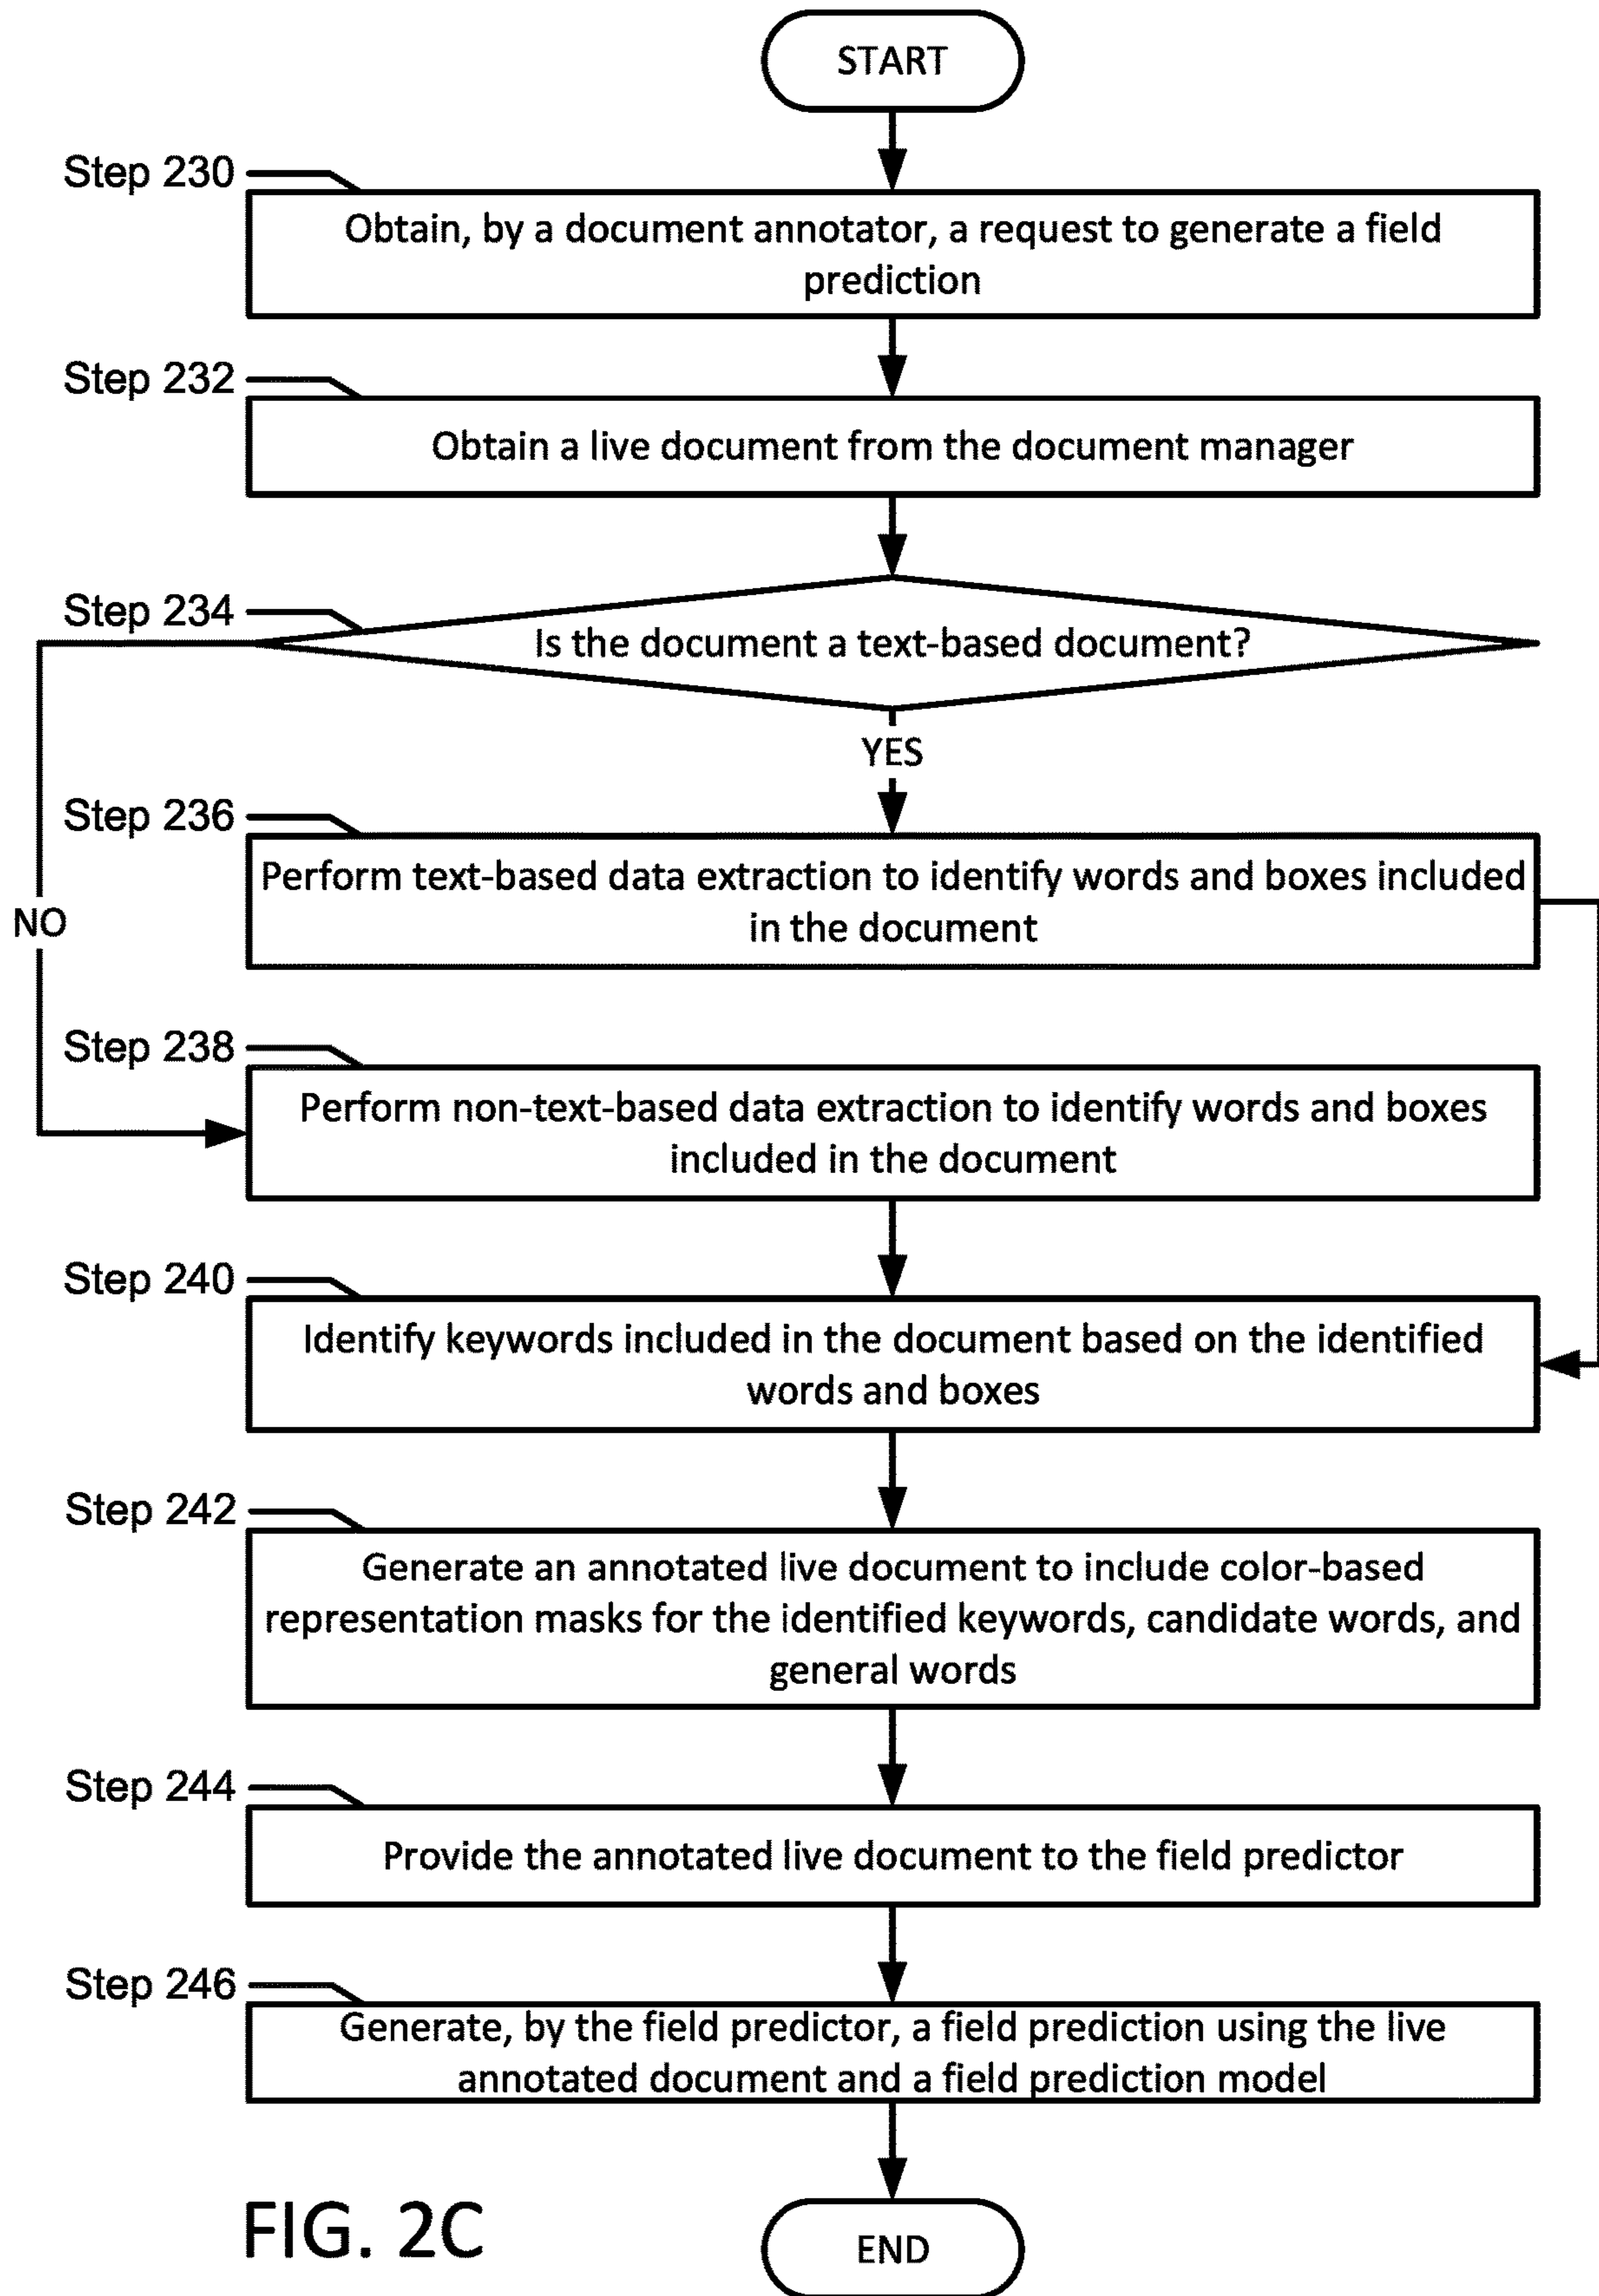 START
Step 230
Obtain, by a document annotator, a request to generate a field
prediction
Step 232
Obtain a live document from the document manager
Step 234
Is the document a text-based document?
YES
Step 236
Perform text-based data extraction to identify words and boxes included
in the document
NO
Step 238
Perform non-text-based data extraction to identify words and boxes
included in the document
Step 240
Identify keywords included in the document based on the identified
words and boxes
Step 242
Generate an annotated live document to include color-based
representation masks for the identified keywords, candidate words, and
general words
Step 244
Provide the annotated live document to the field predictor
Step 246
Generate, by the field predictor, a field prediction using the live
annotated document and a field prediction model
FIG. 2C
END